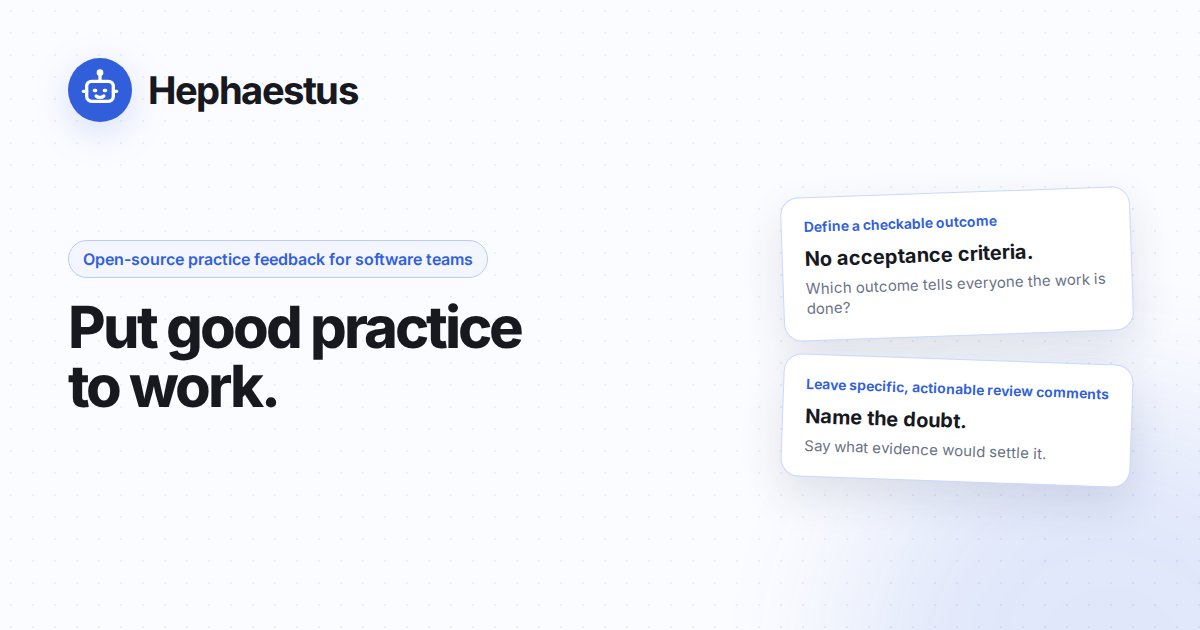 Hephaestus
Open-source practice feedback for software teams
Put good practice
to work.
Define a checkable outcome
No acceptance criteria.
Which outcome tells everyone the work is
done?
Leave specific, actionable review comments
Name the doubt.
Say what evidence would settle it.